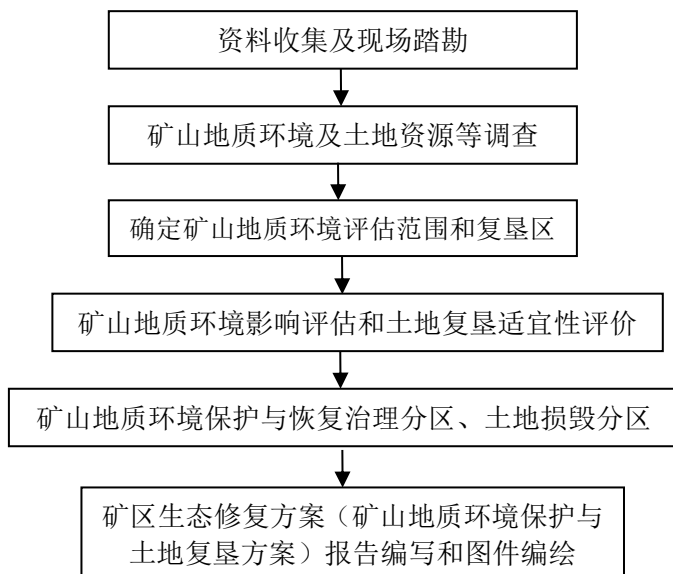 资料收集及现场踏勘
矿山地质环境及土地资源等调查
确定矿山地质环境评估范围和复垦区
矿山地质环境影响评估和土地复垦适宜性评价
矿山地质环境保护与恢复治理分区、土地损毁分区
矿区生态修复方案（矿山地质环境保护与
土地复垦方案）报告编写和图件编绘